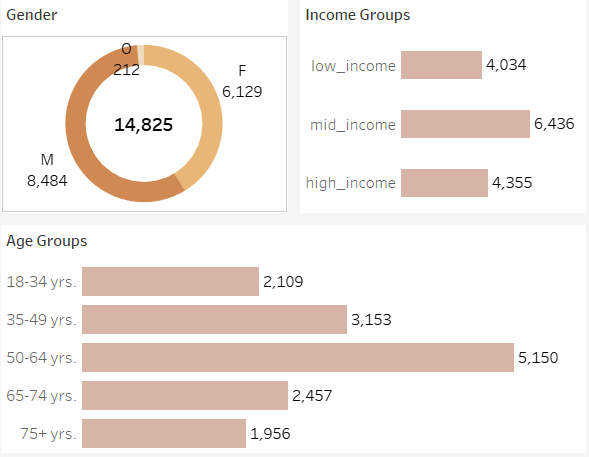 Gender
O
212
F
6,129
14,825
M
8,484
Income Groups
low_income 4,034
mid_income 6,436
high_income 4,355
Age Groups
18-34 yrs. 2,109
35-49 yrs. 3,153
50-64 yrs. 5,150
65-74 yrs. 2,457
75+ yrs. 1,956